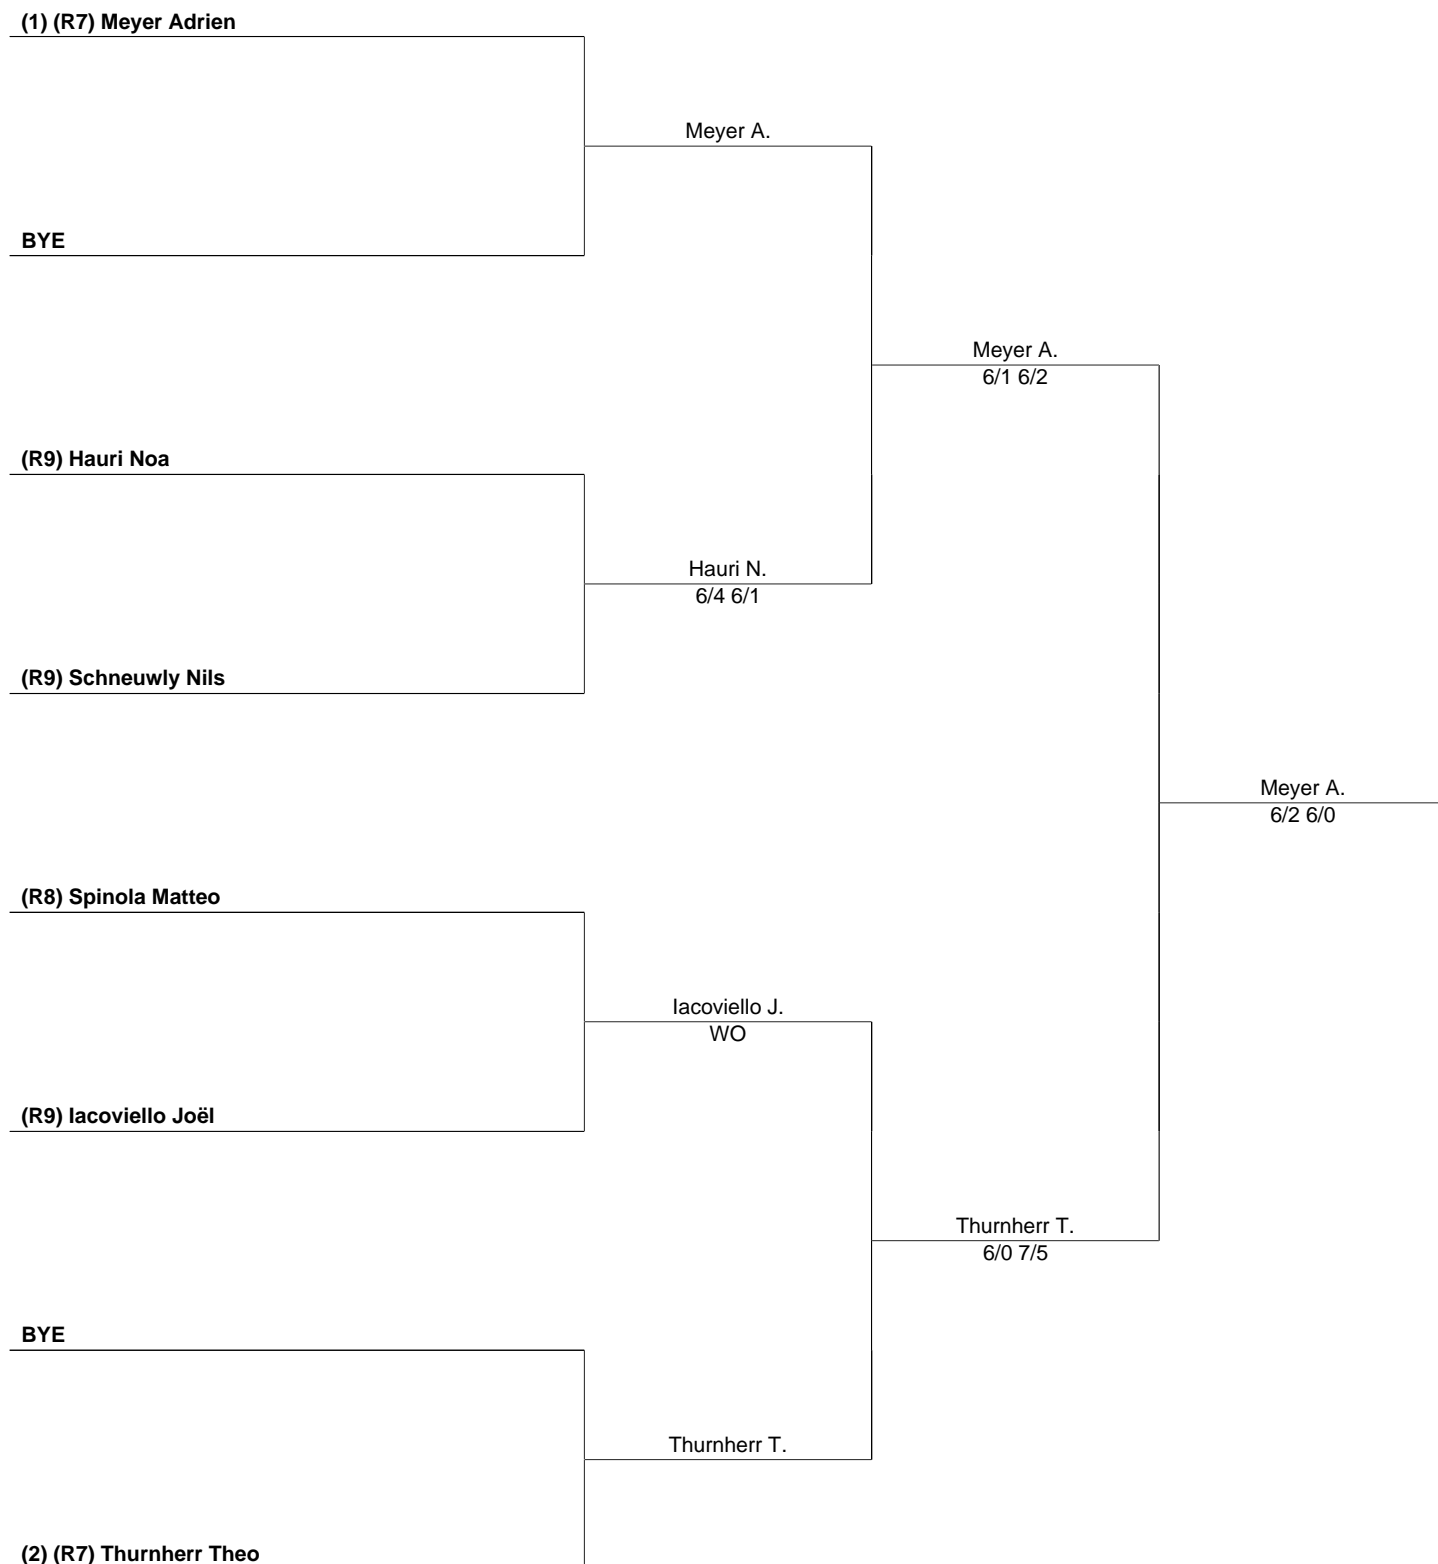 (1) (R7) Meyer Adrien
Meyer A.
BYE
Meyer A.
6/1 6/2
(R9) Hauri Noa
Hauri N.
6/4 6/1
(R9) Schneuwly Nils
Meyer A.
6/2 6/0
(R8) Spinola Matteo
Iacoviello J.
WO
(R9) Iacoviello Joël
Thurnherr T.
6/0 7/5
BYE
Thurnherr T.
(2) (R7) Thurnherr Theo